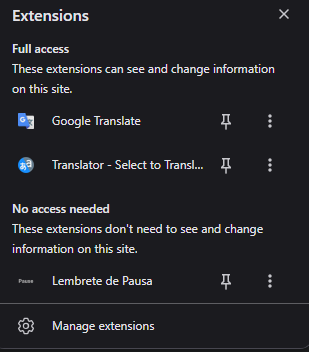 Extensions
Full access
These extensions can see and change information
on this site.
Google Translate
Translator - Select to Transl...
No access needed
These extensions don't need to see and change
information on this site.
Pausa
Lembrete de Pausa
Manage extensions